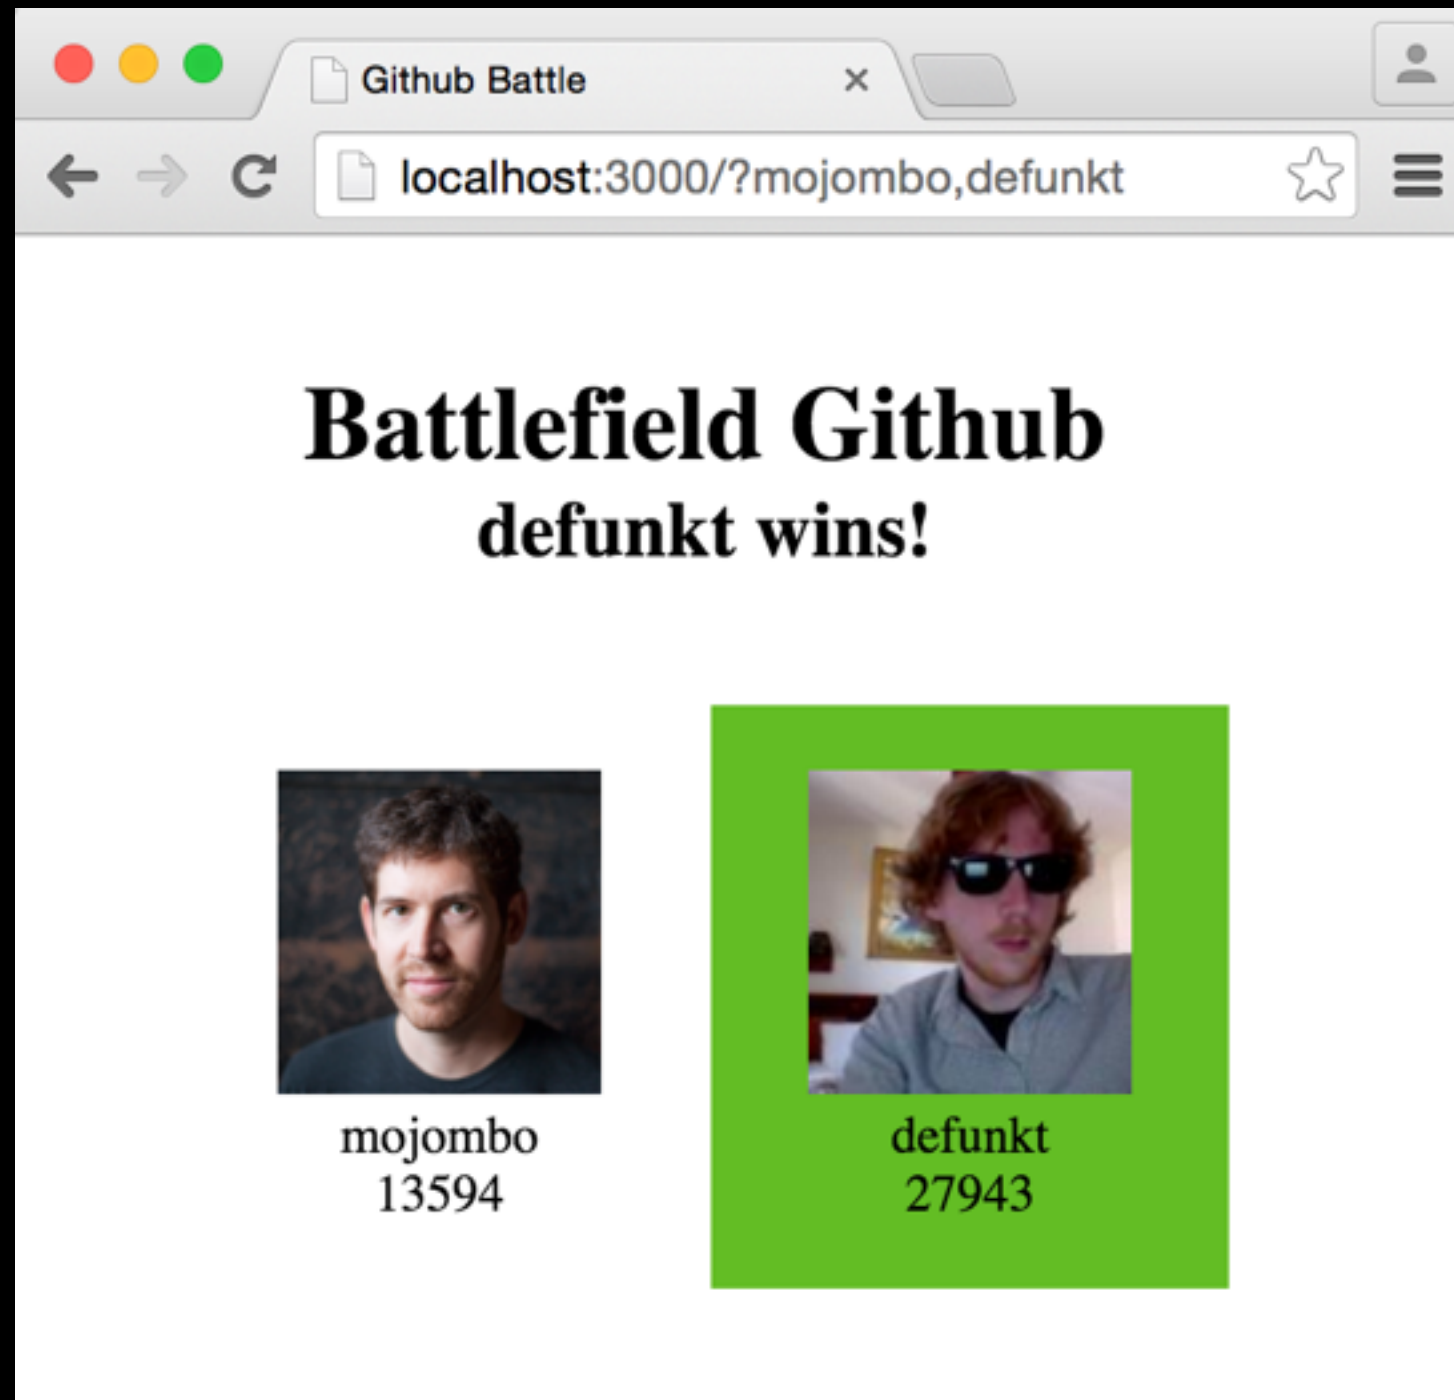 Github Battle
localhost:3000/?mojombo,defunkt
Battlefield Github
defunkt wins!
mojombo
13594
defunkt
27943